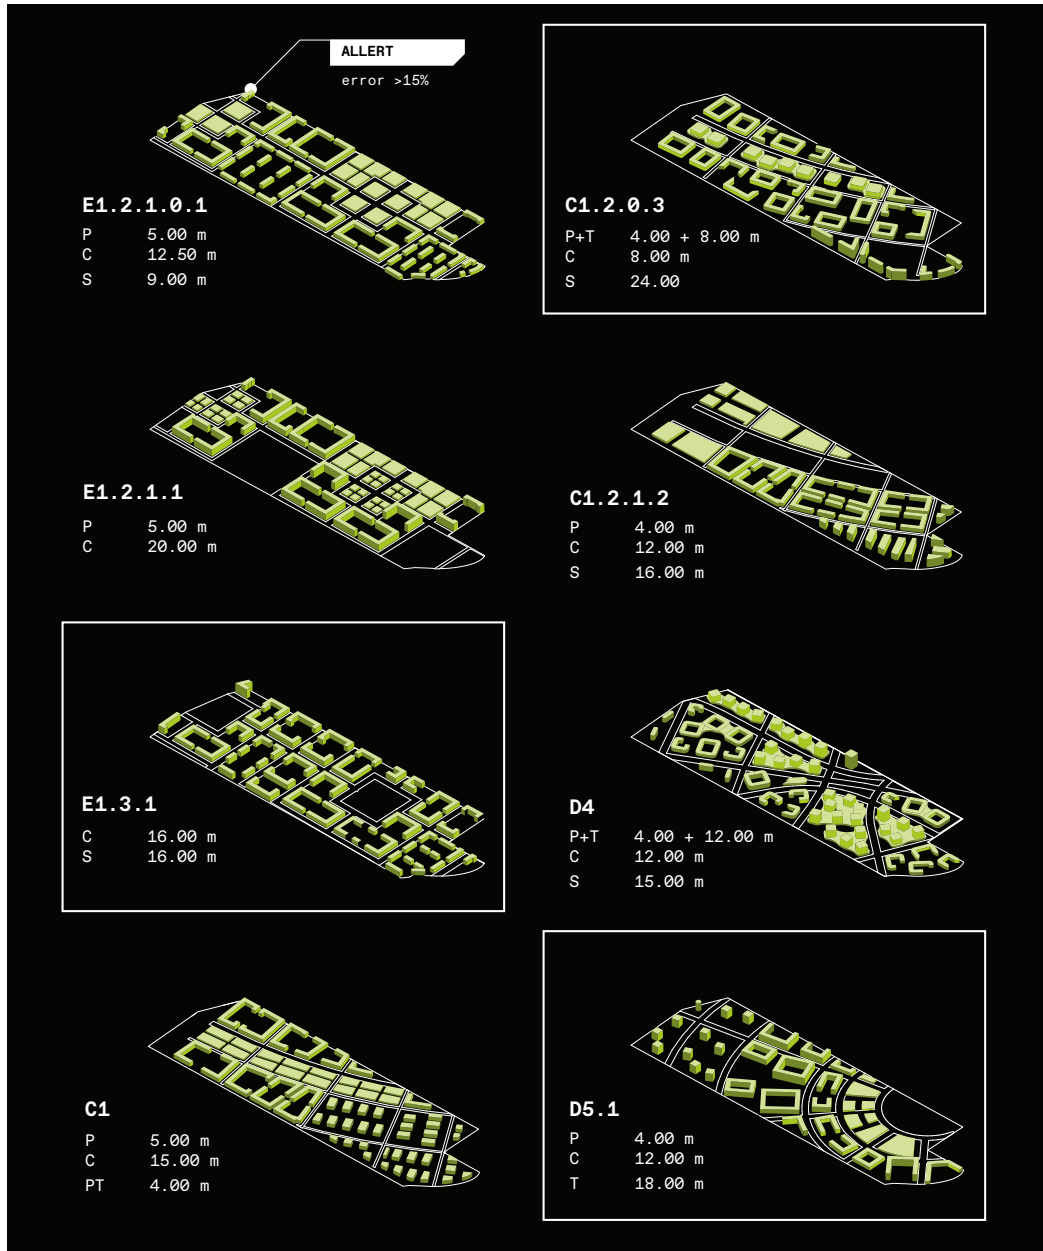 ALLERT
error >15%
E1.2.1.0.1
P 5.00 m
C 12.50 m
S 9.00 m
C1.2.0.3
P+T 4.00 + 8.00 m
C 8.00 m
S 24.00
E1.2.1.1
P 5.00 m
C 20.00 m
C1.2.1.2
P 4.00 m
C 12.00 m
S 16.00 m
E1.3.1
C 16.00 m
S 16.00 m
D4
P+T 4.00 + 12.00 m
C 12.00 m
S 15.00 m
C1
P 5.00 m
C 15.00 m
PT 4.00 m
D5.1
P 4.00 m
C 12.00 m
T 18.00 m